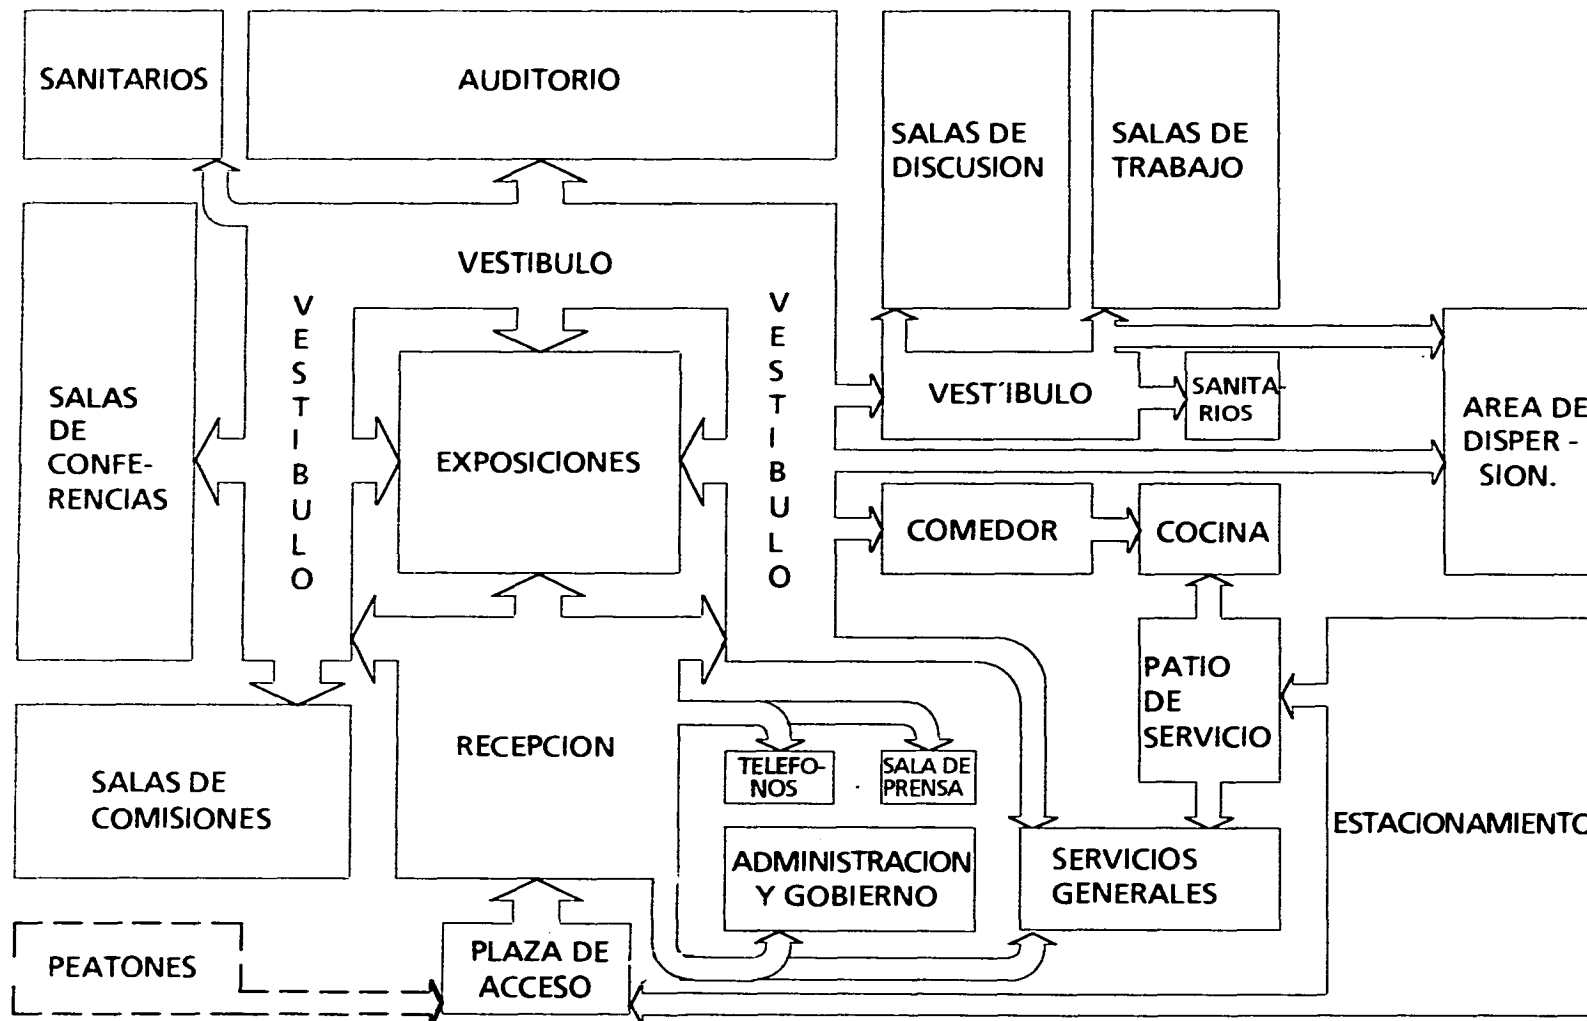 SANITARIOS
AUDITORIO
SALAS DE
DISCUSION
SALAS DE
TRABAJO
VESTIBULO
VESTIBULO
VESTIBULO
SALAS
DE
CONFE-
RENCIAS
EXPOSICIONES
VEST´IBULO
SANITA-
RIOS
AREA DE
DISPER -
SION.
COMEDOR
COCINA
PATIO
DE
SERVICIO
RECEPCION
TELEFO-
NOS
SALA DE
PRENSA
SALAS DE
COMISIONES
ESTACIONAMIENTO
ADMINISTRACION
Y GOBIERNO
SERVICIOS
GENERALES
PEATONES
PLAZA DE
ACCESO